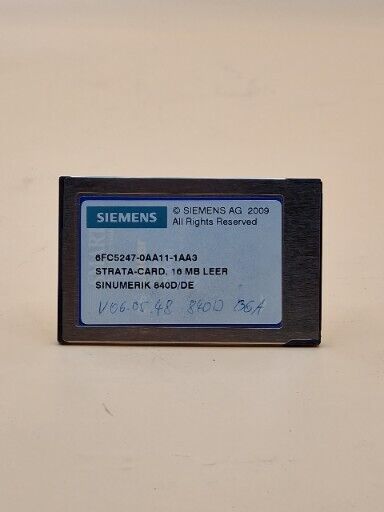 SIEMENS
© SIEMENS AG 2009
All Rights Reserved
6FC5247-0AA11-1AA3
STRATA-CARD, 16 MB LEER
SINUMERIK 840D/DE
V06.05.48 840D